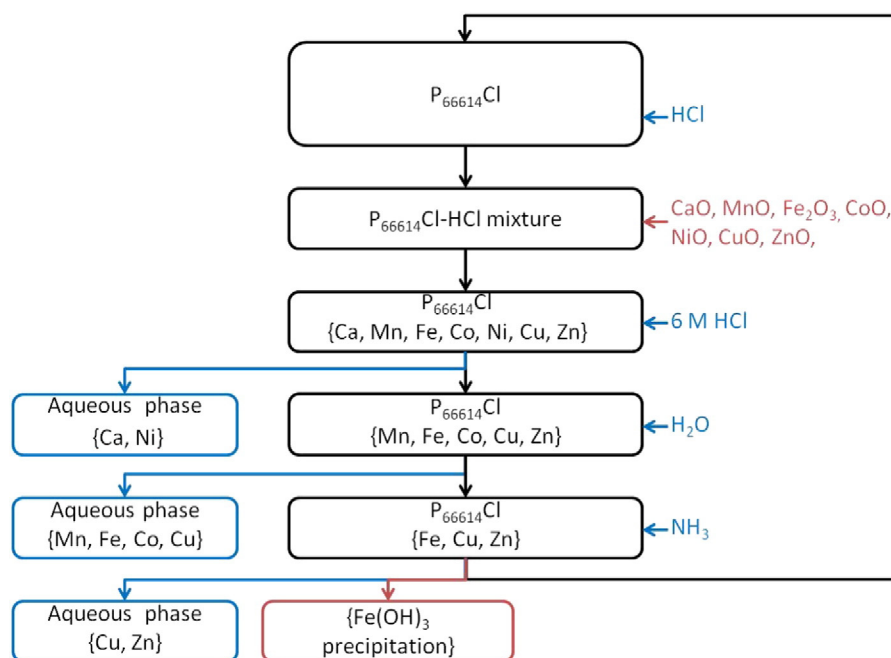 P₆₆₆₁₄Cl
HCl
P₆₆₆₁₄Cl-HCl mixture
CaO, MnO, Fe₂O₃, CoO,
NiO, CuO, ZnO,
P₆₆₆₁₄Cl
{Ca, Mn, Fe, Co, Ni, Cu, Zn}
6 M HCl
Aqueous phase
{Ca, Ni}
P₆₆₆₁₄Cl
{Mn, Fe, Co, Cu, Zn}
H₂O
Aqueous phase
{Mn, Fe, Co, Cu}
P₆₆₆₁₄Cl
{Fe, Cu, Zn}
NH₃
Aqueous phase
{Cu, Zn}
{Fe(OH)₃
precipitation}